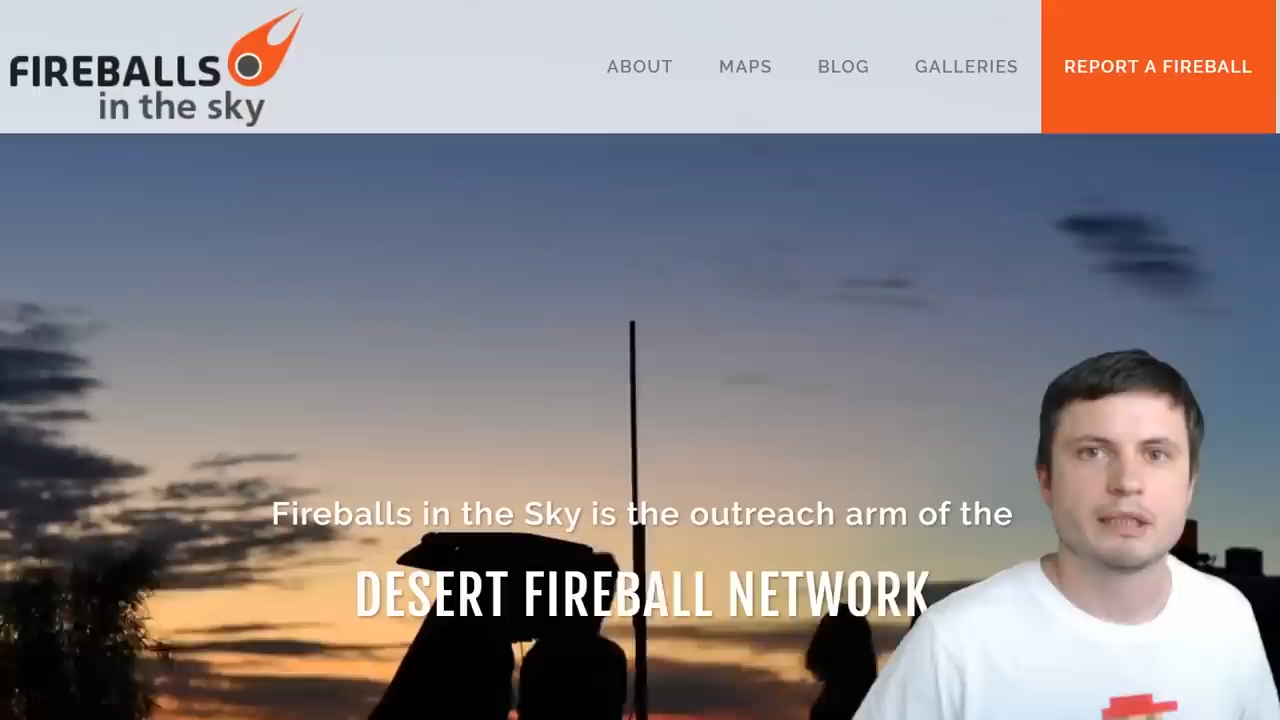 FIREBALLS
in the sky
ABOUT
MAPS
BLOG
GALLERIES
REPORT A FIREBALL
Fireballs in the Sky is the outreach arm of the
DESERT FIREBALL NETWORK